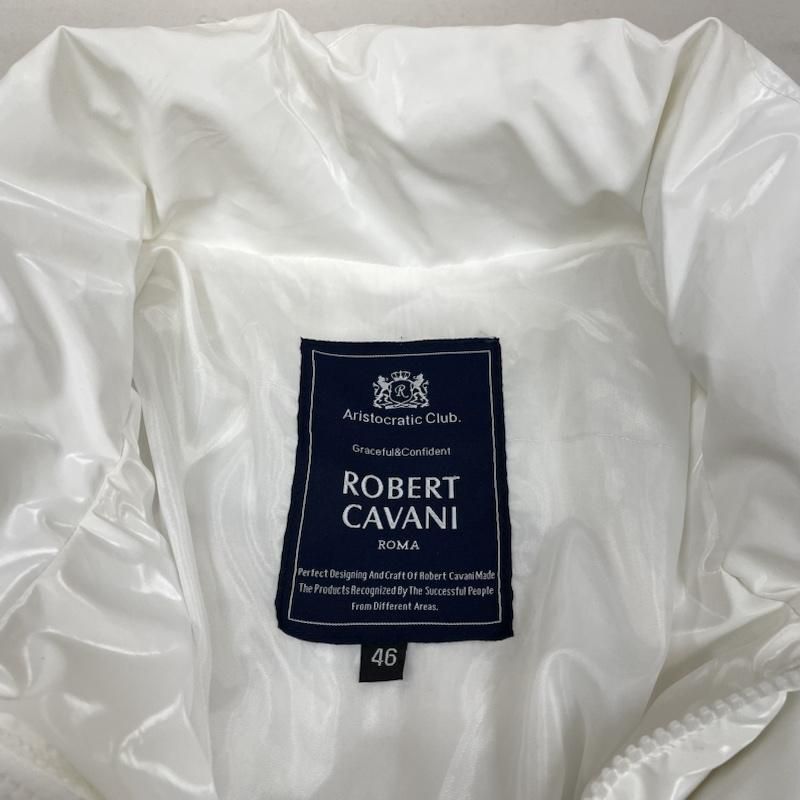 R
Aristocratic Club.
Graceful&Confident
ROBERT
CAVANI
ROMA
Perfect Designing And Craft Of Robert Cavani Made
The Products Recognized By The Successful People
From Different Areas.
46